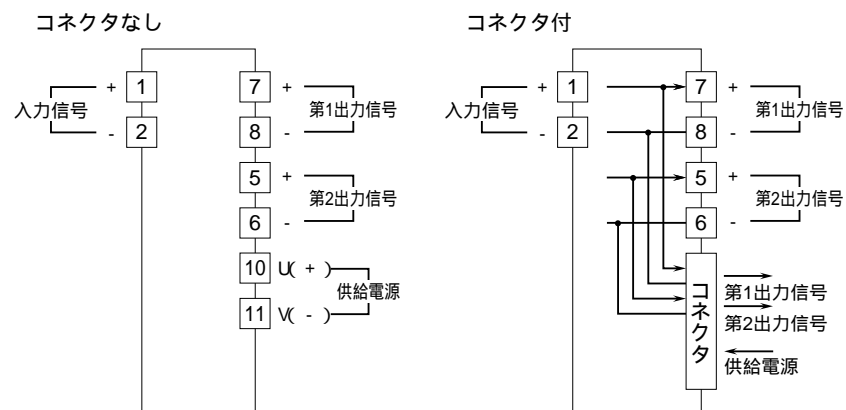 コネクタなし
+ 1
入力信号
- 2
7 +
第1出力信号
8 -
5 +
第2出力信号
6 -
10 U( + )
供給電源
11 V( - )
コネクタ付
+ 1
入力信号
- 2
7 +
第1出力信号
8 -
5 +
第2出力信号
6 -
コネクタ
第1出力信号
第2出力信号
供給電源